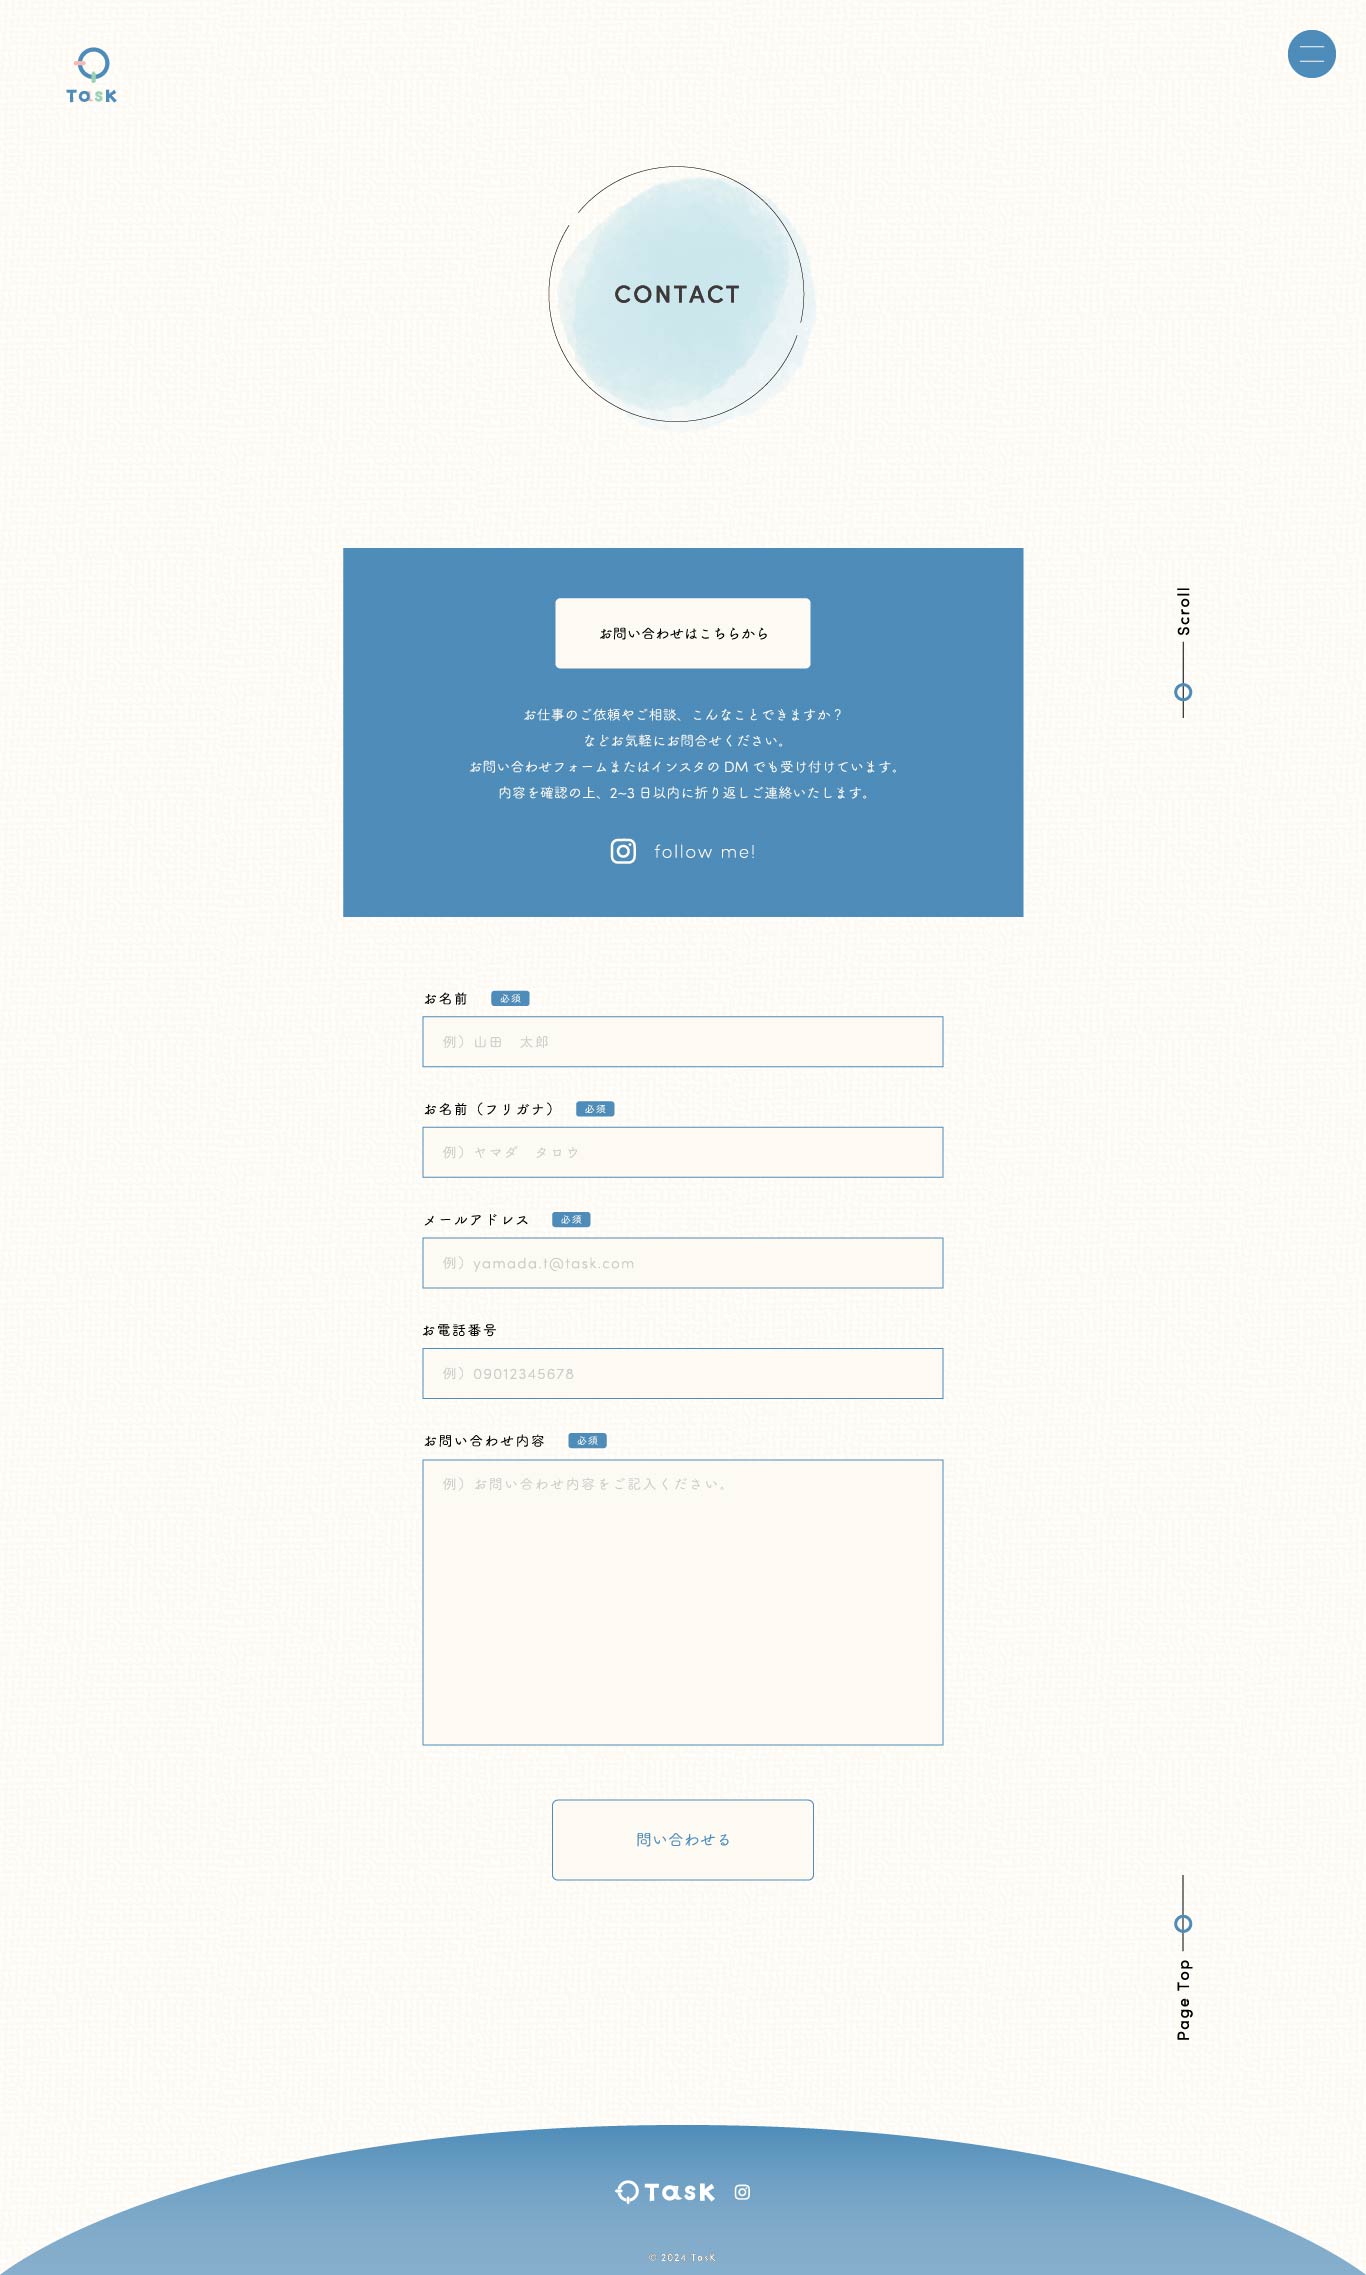 TasK
CONTACT
お問い合わせはこちらから
お仕事のご依頼やご相談、こんなことできますか？
などお気軽にお問合せください。
お問い合わせフォームまたはインスタの DM でも受け付けています。
内容を確認の上、2~3 日以内に折り返しご連絡いたします。
follow me!
Scroll
お名前 必須
例）山田　太郎
お名前（フリガナ） 必須
例）ヤマダ　タロウ
メールアドレス 必須
例）yamada.t@task.com
お電話番号
例）09012345678
お問い合わせ内容 必須
例）お問い合わせ内容をご記入ください。
問い合わせる
Page Top
TasK
© 2024 TasK